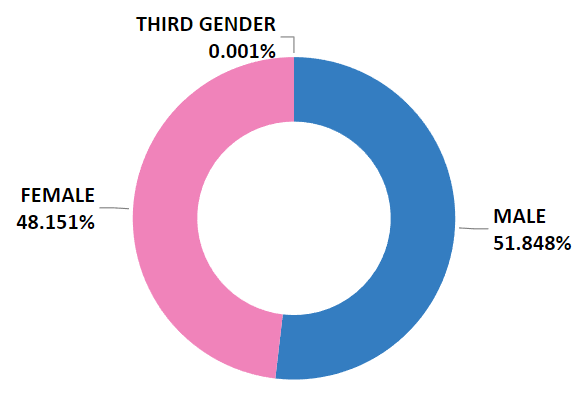 THIRD GENDER
0.001%
FEMALE
48.151%
MALE
51.848%